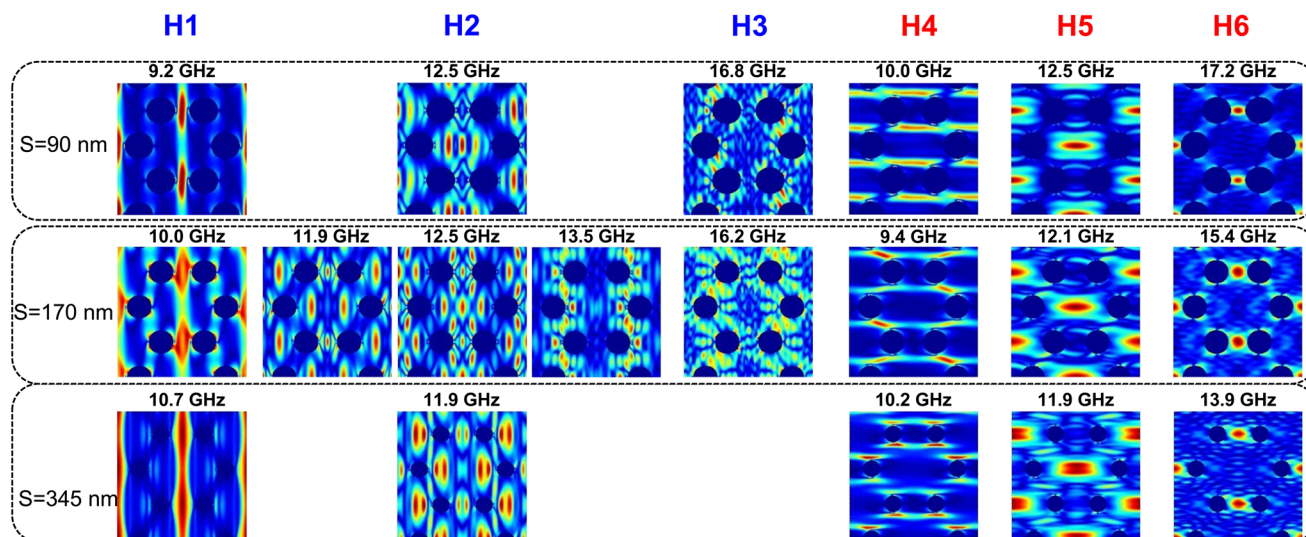 H1 H2 H3 H4 H5 H6
9.2 GHz 12.5 GHz 16.8 GHz 10.0 GHz 12.5 GHz 17.2 GHz
S=90 nm
10.0 GHz 11.9 GHz 12.5 GHz 13.5 GHz 16.2 GHz 9.4 GHz 12.1 GHz 15.4 GHz
S=170 nm
10.7 GHz 11.9 GHz 10.2 GHz 11.9 GHz 13.9 GHz
S=345 nm